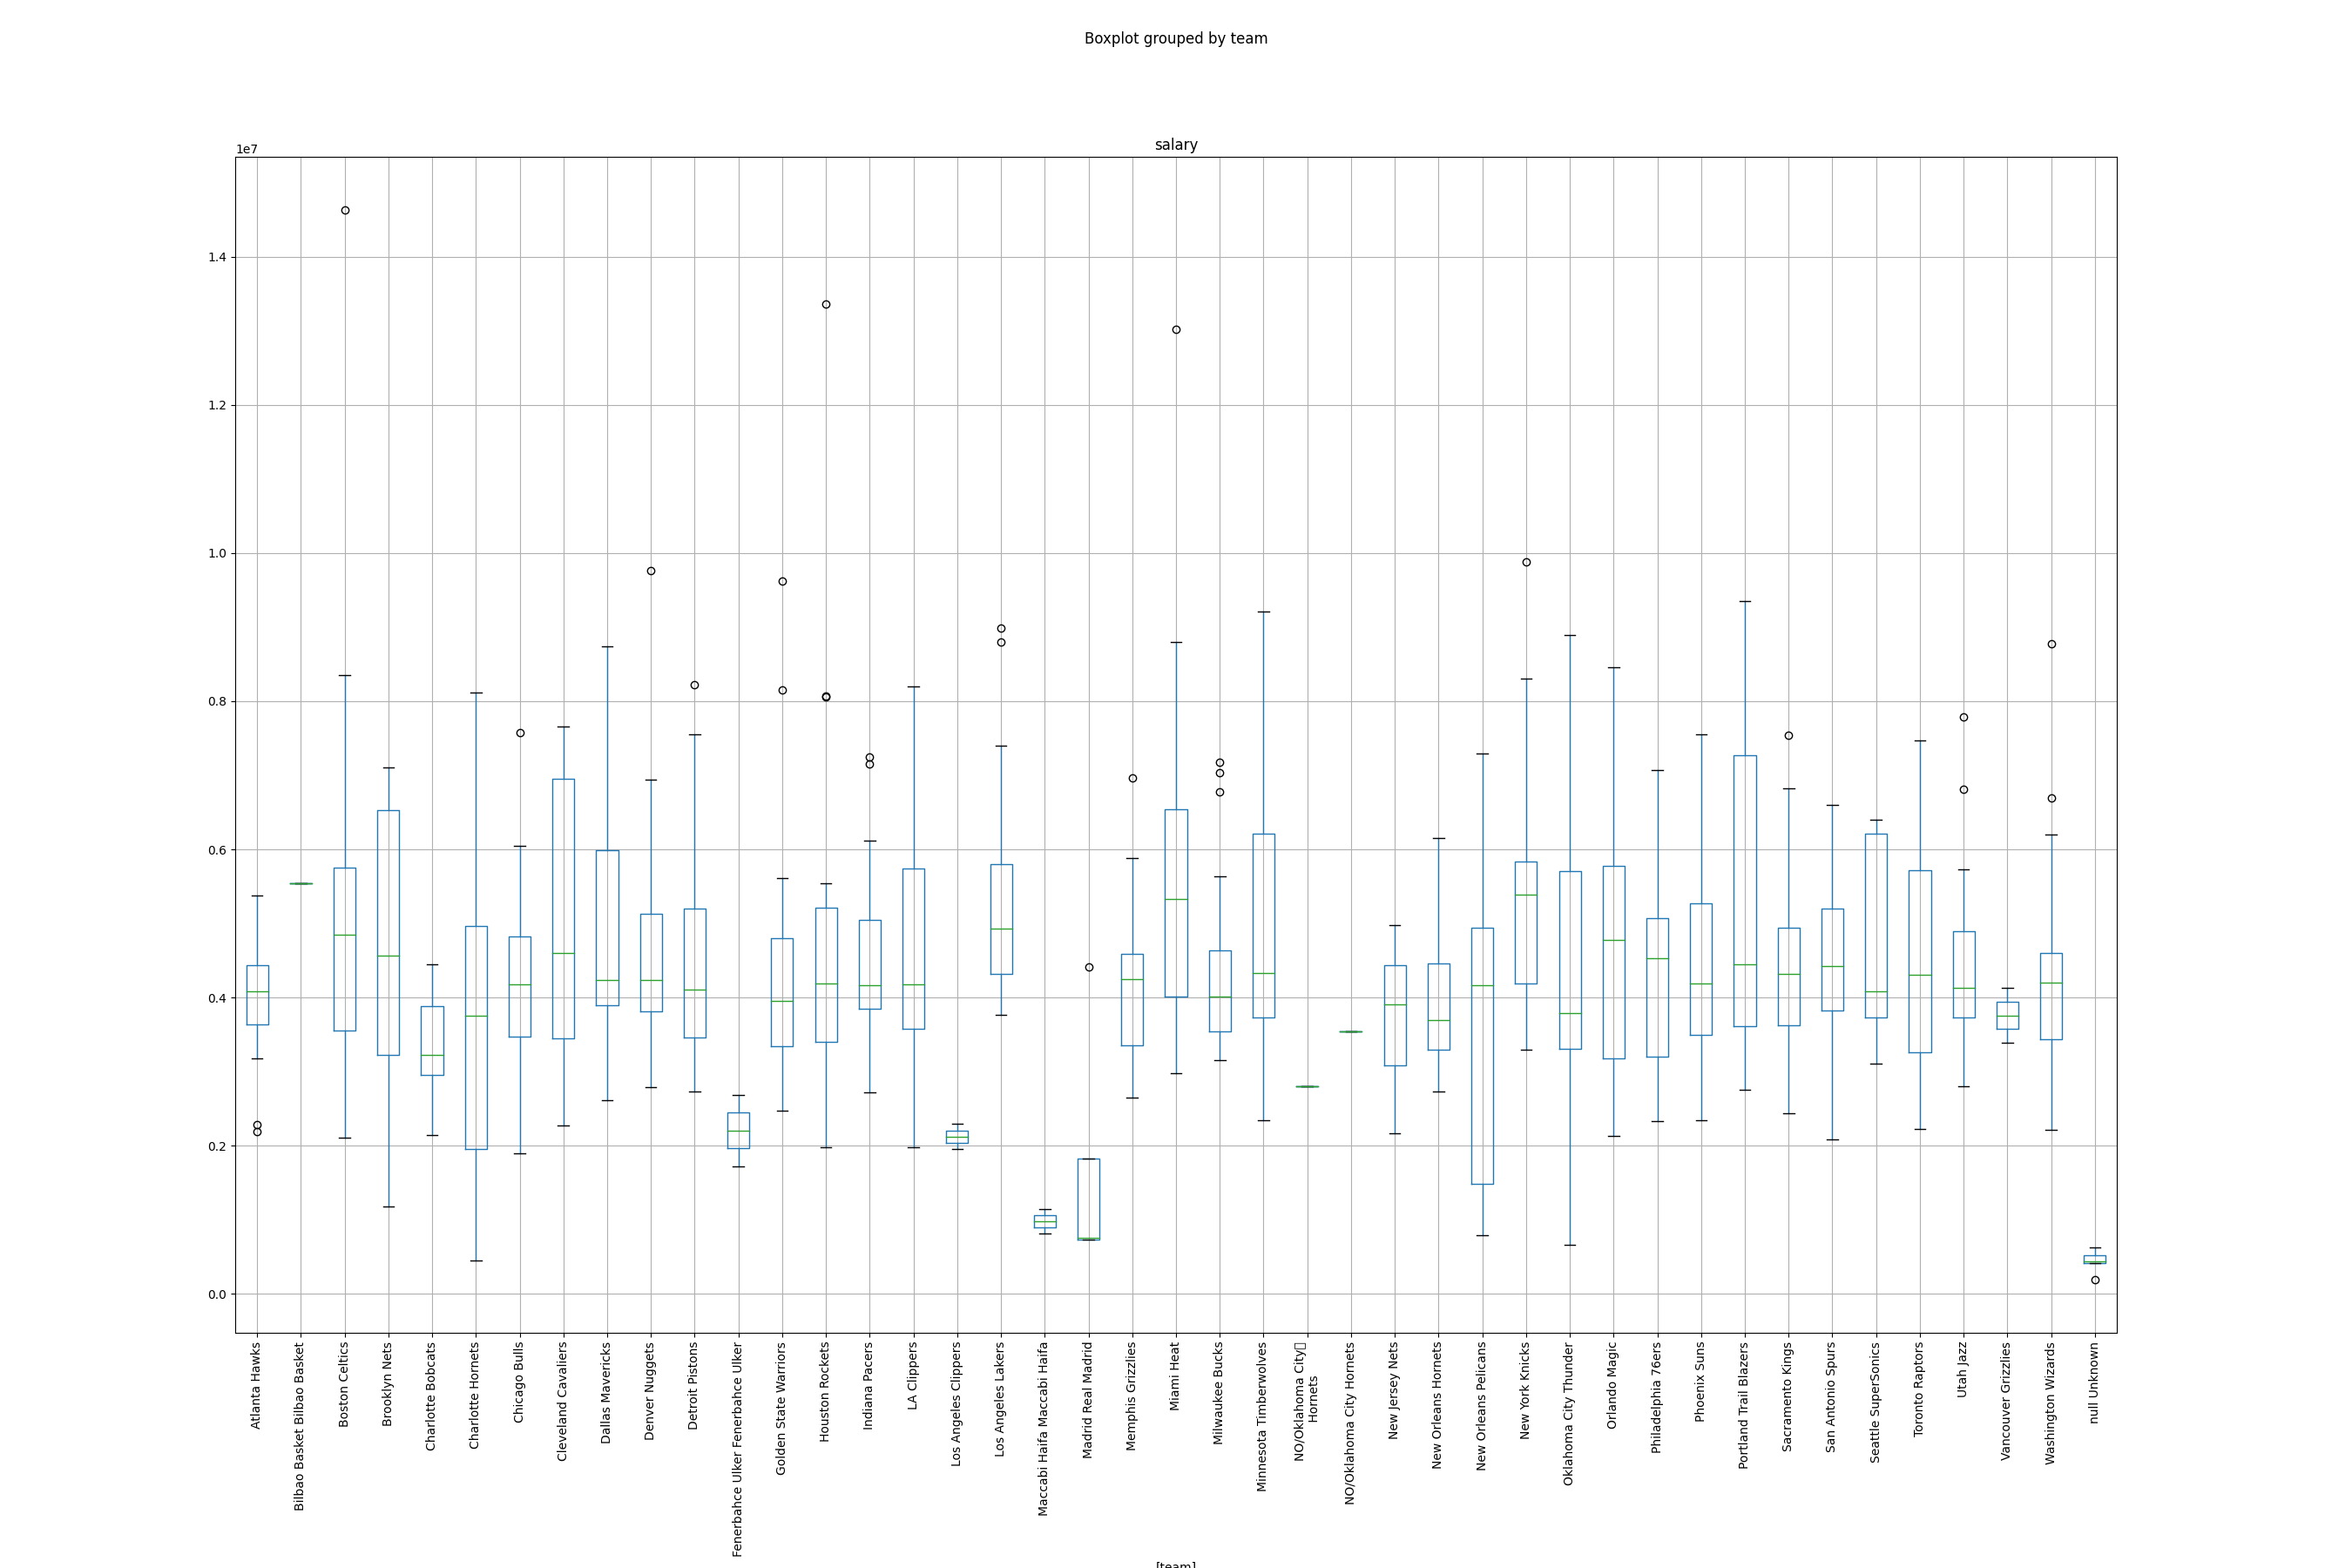 Boxplot grouped by team
salary
1e7
1.4
1.2
1.0
0.8
0.6
0.4
0.2
0.0
Atlanta Hawks
Bilbao Basket Bilbao Basket
Boston Celtics
Brooklyn Nets
Charlotte Bobcats
Charlotte Hornets
Chicago Bulls
Cleveland Cavaliers
Dallas Mavericks
Denver Nuggets
Detroit Pistons
Fenerbahce Ulker Fenerbahce Ulker
Golden State Warriors
Houston Rockets
Indiana Pacers
LA Clippers
Los Angeles Clippers
Los Angeles Lakers
Maccabi Haifa Maccabi Haifa
Madrid Real Madrid
Memphis Grizzlies
Miami Heat
Milwaukee Bucks
Minnesota Timberwolves
NO/Oklahoma City▯
Hornets
NO/Oklahoma City Hornets
New Jersey Nets
New Orleans Hornets
New Orleans Pelicans
New York Knicks
Oklahoma City Thunder
Orlando Magic
Philadelphia 76ers
Phoenix Suns
Portland Trail Blazers
Sacramento Kings
San Antonio Spurs
Seattle SuperSonics
Toronto Raptors
Utah Jazz
Vancouver Grizzlies
Washington Wizards
null Unknown
[team]